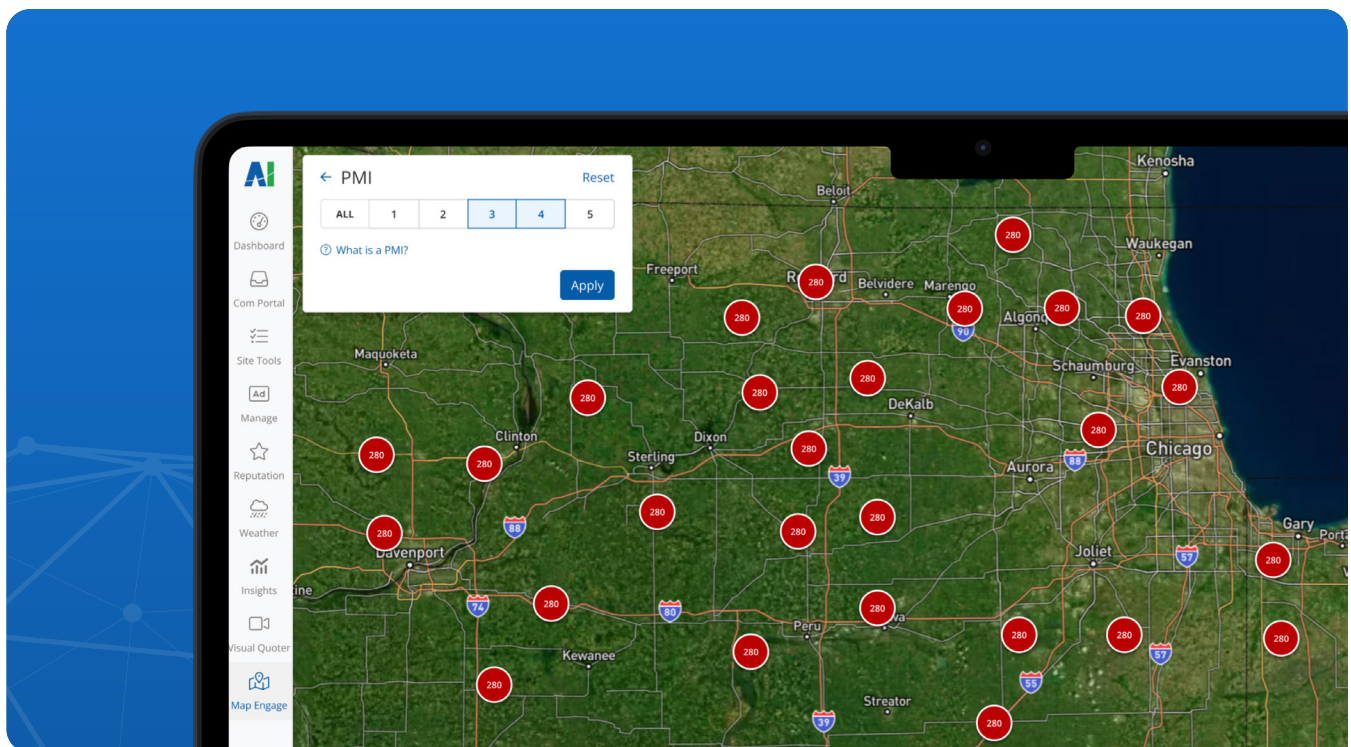 AI
Dashboard
Com Portal
Site Tools
Ad
Manage
Reputation
Weather
Insights
Visual Quoter
Map Engage
← PMI
Reset
ALL 1 2 3 4 5
? What is a PMI?
Apply
Kenosha
Beloit
280
Waukegan
Freeport
280
Belvidere
Marengo
280
280
280
280
90
Maquoketa
Schaumburg
Evanston
280
280
280
280
DeKalb
280
Clinton
Dixon
Chicago
280
280
280
Sterling
Aurora
88
39
280
280
280
88
Gary
280
Davenport
Joliet
57
280
ine
74
280
80
280
Peru
280
280
280
Kewanee
280
57
280
55
Streator
39
280